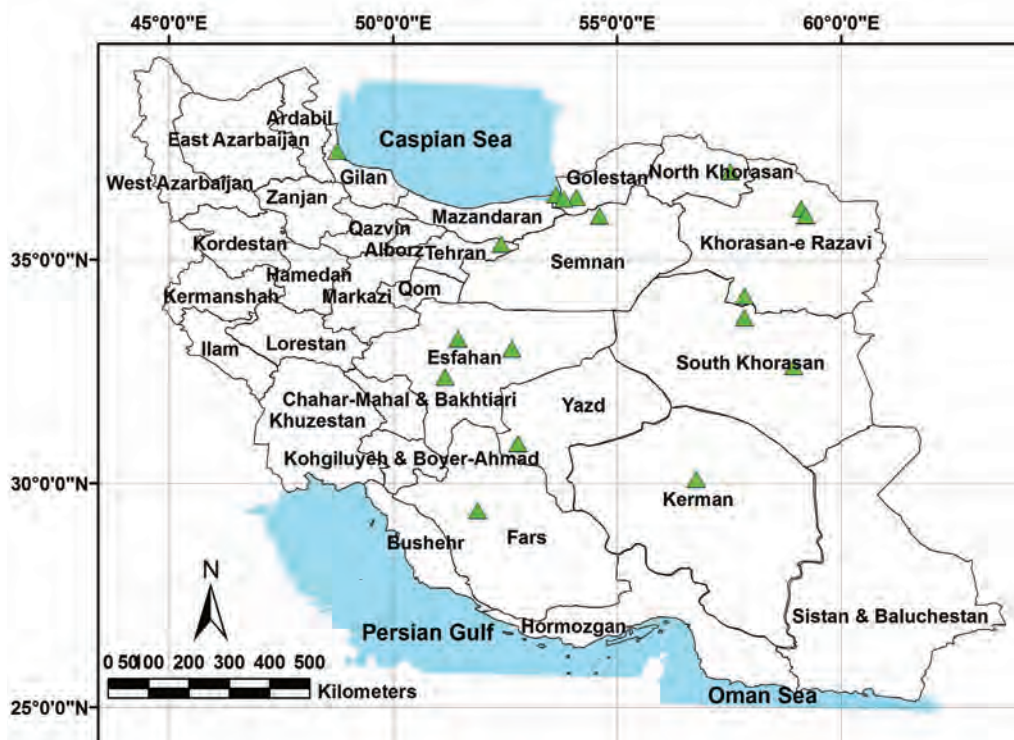 45°0'0"E 50°0'0"E 55°0'0"E 60°0'0"E
Ardabil
East Azarbaijan
Caspian Sea
West Azarbaijan
Gilan
Golestan
North Khorasan
Zanjan
Mazandaran
Qazvin
Kordestan
Alborz
Tehran
Khorasan-e Razavi
35°0'0"N
Semnan
Hamedan
Qom
Kermanshah
Markazi
Ilam
Lorestan
Esfahan
South Khorasan
Chahar-Mahal & Bakhtiari
Yazd
Khuzestan
Kohgiluyeh & Boyer-Ahmad
30°0'0"N
Kerman
Bushehr
Fars
N
Sistan & Baluchestan
Hormozgan
Persian Gulf
0 50 100 200 300 400 500
Kilometers
Oman Sea
25°0'0"N